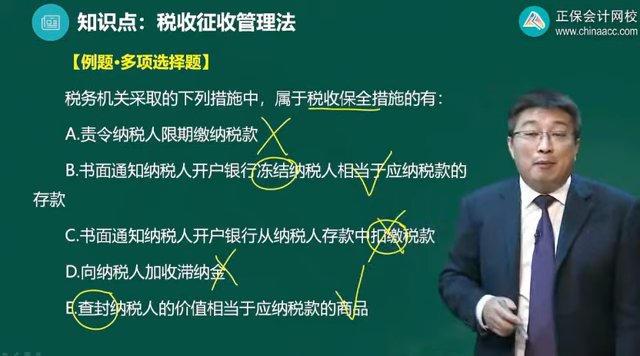 知识点：税收征收管理法
正保会计网校
www.chinaacc.com
【例题·多项选择题】
税务机关采取的下列措施中，属于税收保全措施的有：
A.责令纳税人限期缴纳税款
B.书面通知纳税人开户银行冻结纳税人相当于应纳税款的
存款
C.书面通知纳税人开户银行从纳税人存款中扣缴税款
D.向纳税人加收滞纳金
E.查封纳税人的价值相当于应纳税款的商品